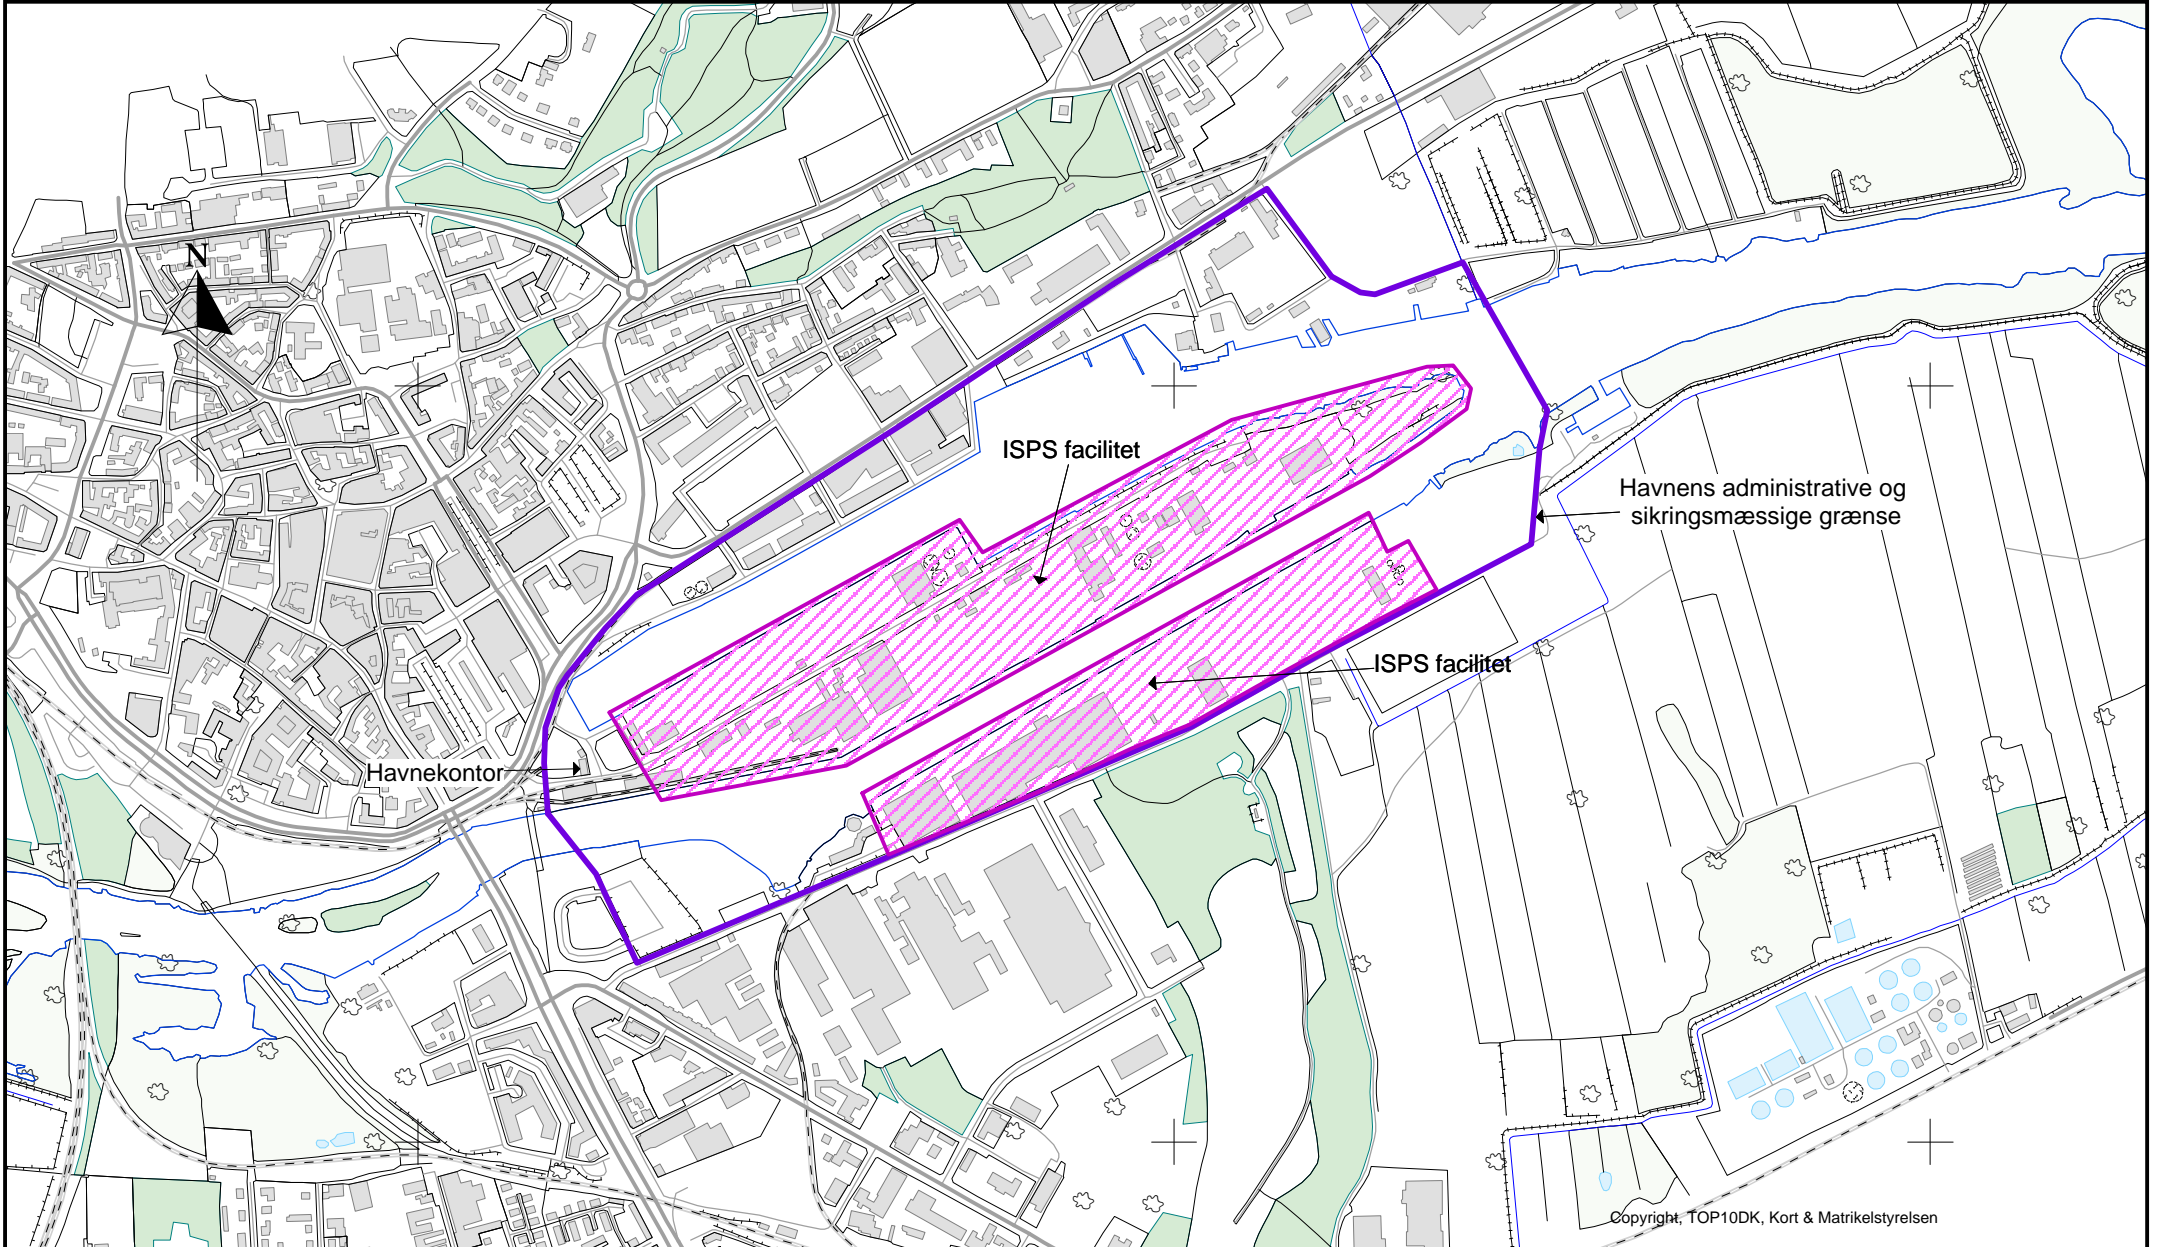 N
ISPS facilitet
Havnens administrative og
sikringsmæssige grænse
ISPS facilitet
Havnekontor
Copyright, TOP10DK, Kort & Matrikelstyrelsen